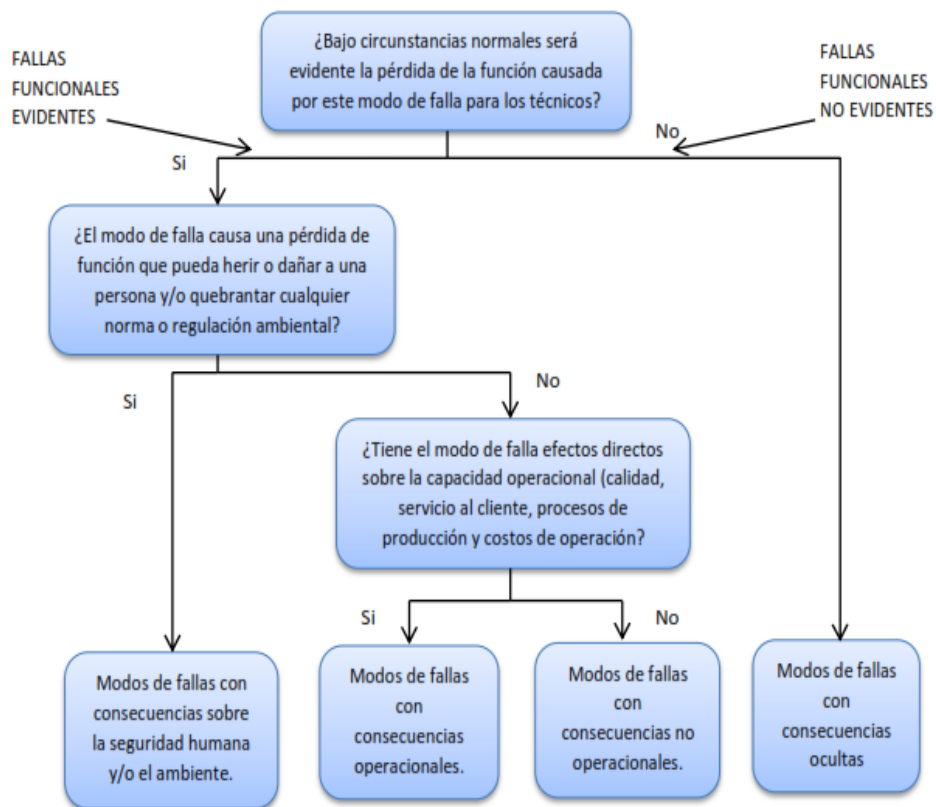 ¿Bajo circunstancias normales será
evidente la pérdida de la función causada
por este modo de falla para los técnicos?
FALLAS
FUNCIONALES
EVIDENTES
FALLAS
FUNCIONALES
NO EVIDENTES
Si
No
¿El modo de falla causa una pérdida de
función que pueda herir o dañar a una
persona y/o quebrantar cualquier
norma o regulación ambiental?
Si
No
¿Tiene el modo de falla efectos directos
sobre la capacidad operacional (calidad,
servicio al cliente, procesos de
producción y costos de operación?
Si
No
Modos de fallas con
consecuencias sobre
la seguridad humana
y/o el ambiente.
Modos de fallas
con
consecuencias
operacionales.
Modos de fallas
con
consecuencias no
operacionales.
Modos de fallas
con
consecuencias
ocultas